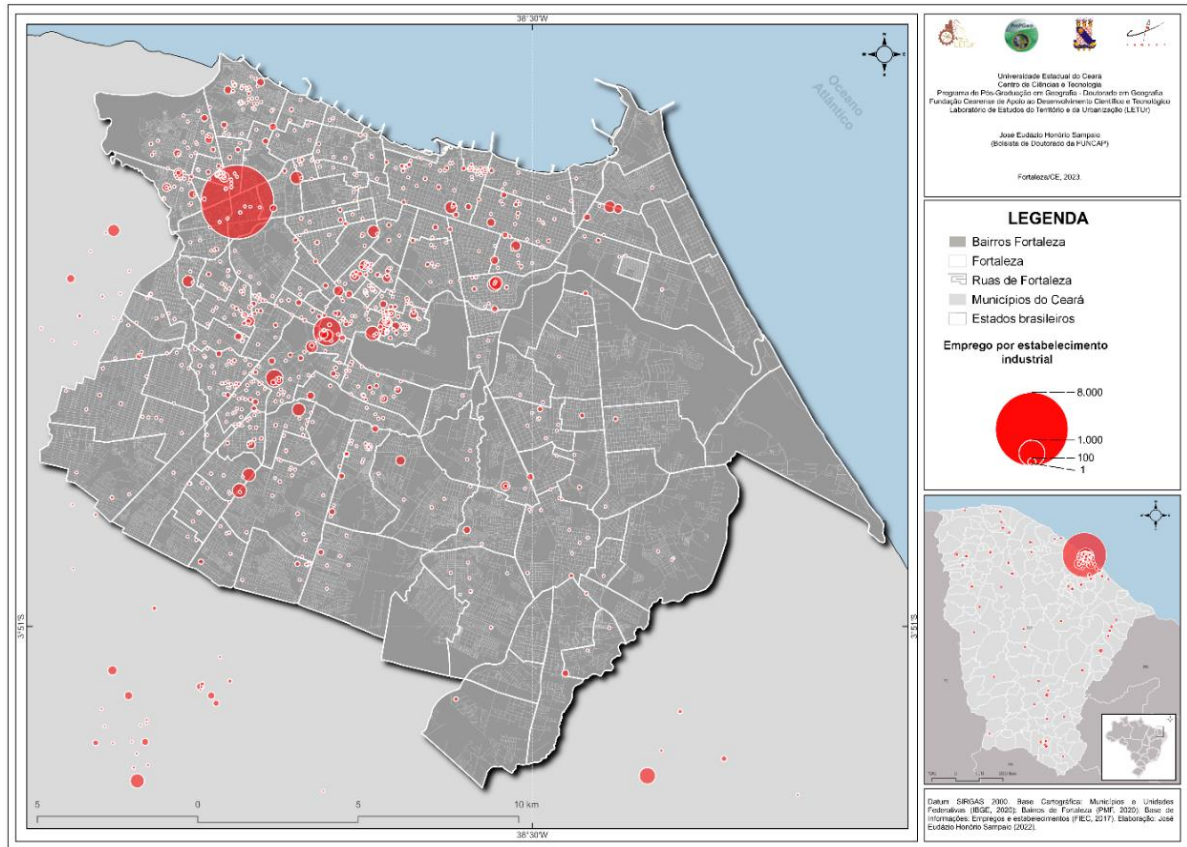 38°30'W
Oceano
Atlântico
3°51'S
3°51'S
5
0
5
10 km
38°30'W
LETUr
FUNCAP
Universidade Estadual do Ceará
Centro de Ciências e Tecnologia
Programa de Pós-Graduação em Geografia - Doutorado em Geografia
Fundação Cearense de Apoio ao Desenvolvimento Científico e Tecnológico
Laboratório de Estudos do Território e da Urbanização (LETUr)
José Eudázio Honório Sampaio
(Bolsista de Doutorado da FUNCAP)
Fortaleza/CE, 2023.
LEGENDA
Bairros Fortaleza
Fortaleza
Ruas de Fortaleza
Municípios do Ceará
Estados brasileiros
Emprego por estabelecimento
industrial
8.000
1.000
100
1
Datum SIRGAS 2000. Base Cartográfica: Municípios e Unidades
Federativas (IBGE, 2020); Bairros de Fortaleza (PMF, 2020); Base de
Informações: Empregos e estabelecimentos (FIEC, 2017). Elaboração: José
Eudázio Honório Sampaio (2022).